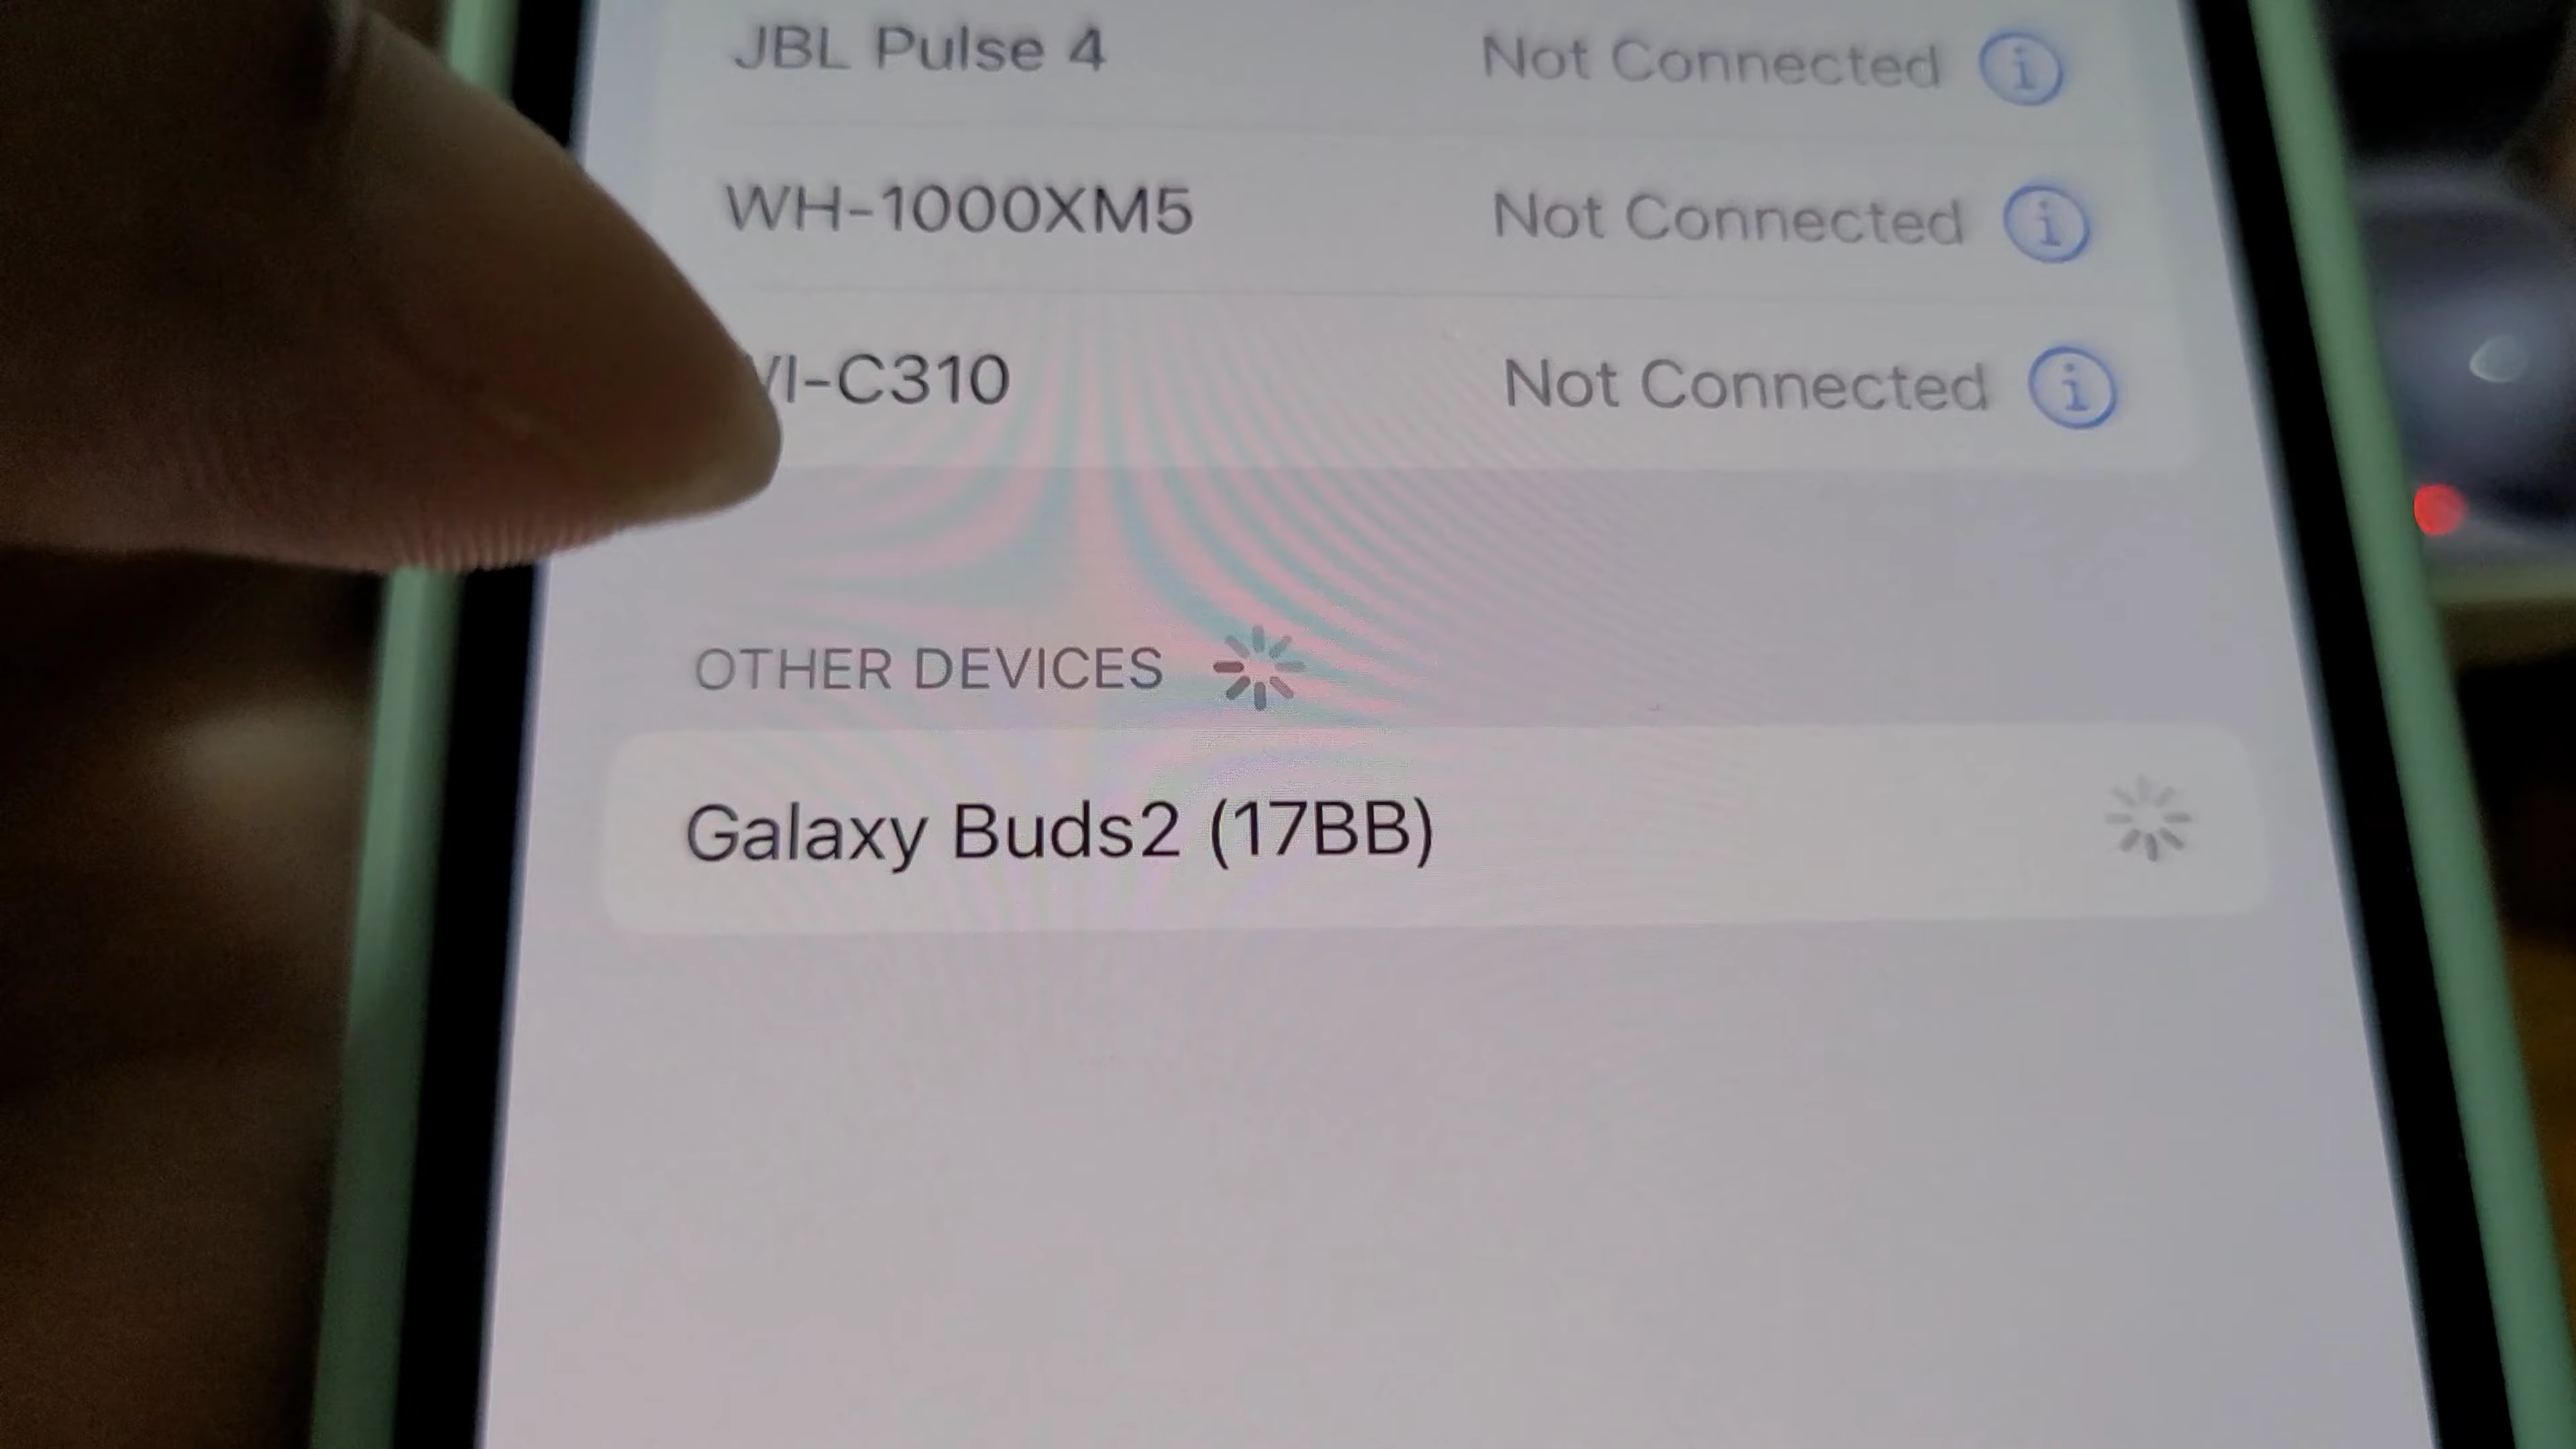 JBL Pulse 4 Not Connected
WH-1000XM5 Not Connected
I-C310 Not Connected
OTHER DEVICES
Galaxy Buds2 (17BB)